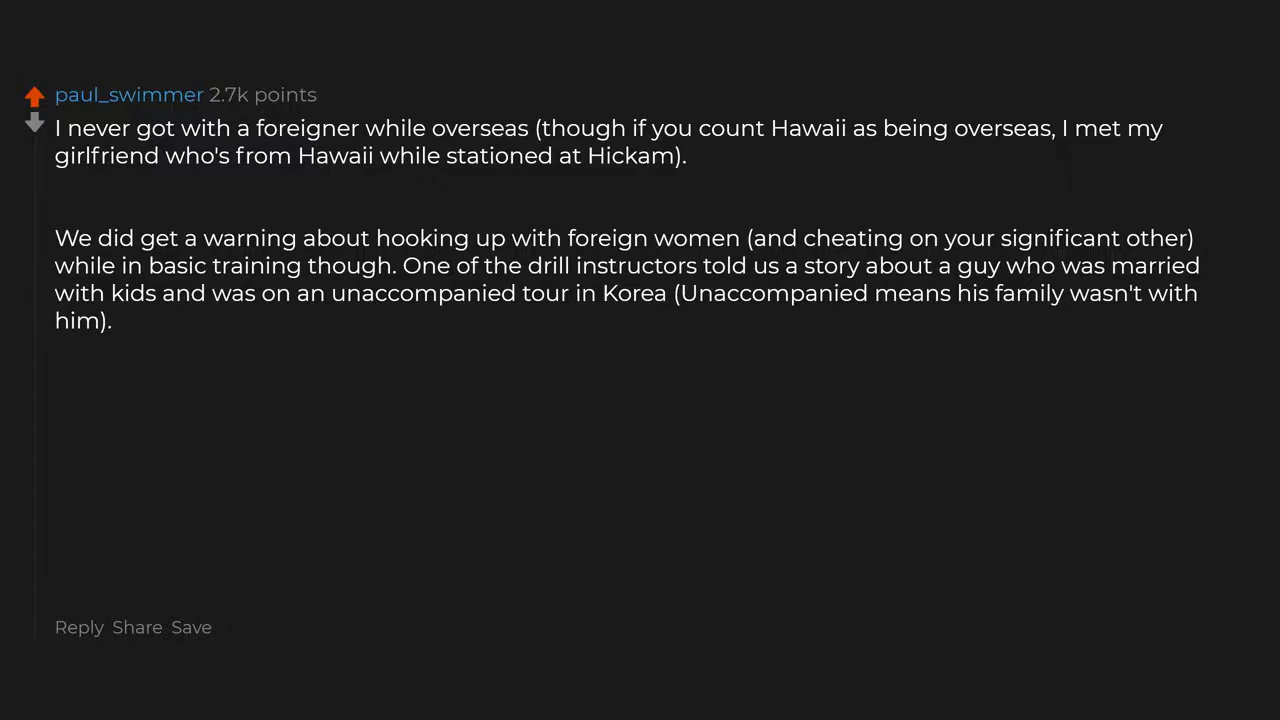 paul_swimmer 2.7k points
I never got with a foreigner while overseas (though if you count Hawaii as being overseas, I met my
girlfriend who's from Hawaii while stationed at Hickam).
We did get a warning about hooking up with foreign women (and cheating on your significant other)
while in basic training though. One of the drill instructors told us a story about a guy who was married
with kids and was on an unaccompanied tour in Korea (Unaccompanied means his family wasn't with
him).
Reply Share Save